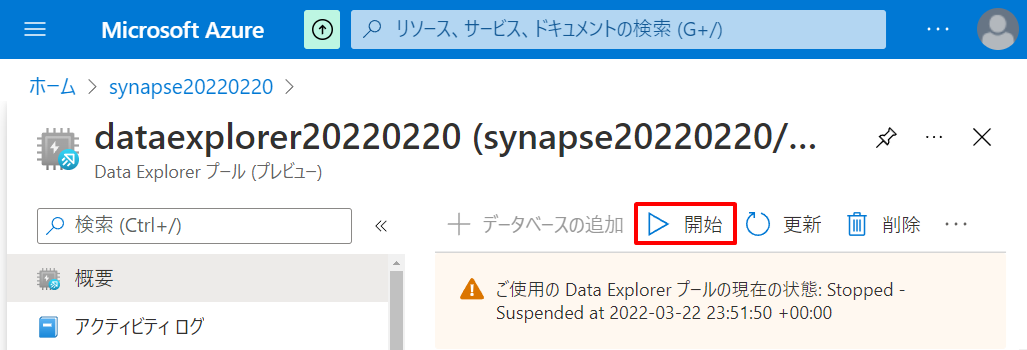 Microsoft Azure
リソース、サービス、ドキュメントの検索 (G+/)
ホーム > synapse20220220 >
dataexplorer20220220 (synapse20220220/...
Data Explorer プール (プレビュー)
検索 (Ctrl+/)
データベースの追加 開始 更新 削除
概要
アクティビティ ログ
ご使用の Data Explorer プールの現在の状態: Stopped -
Suspended at 2022-03-22 23:51:50 +00:00